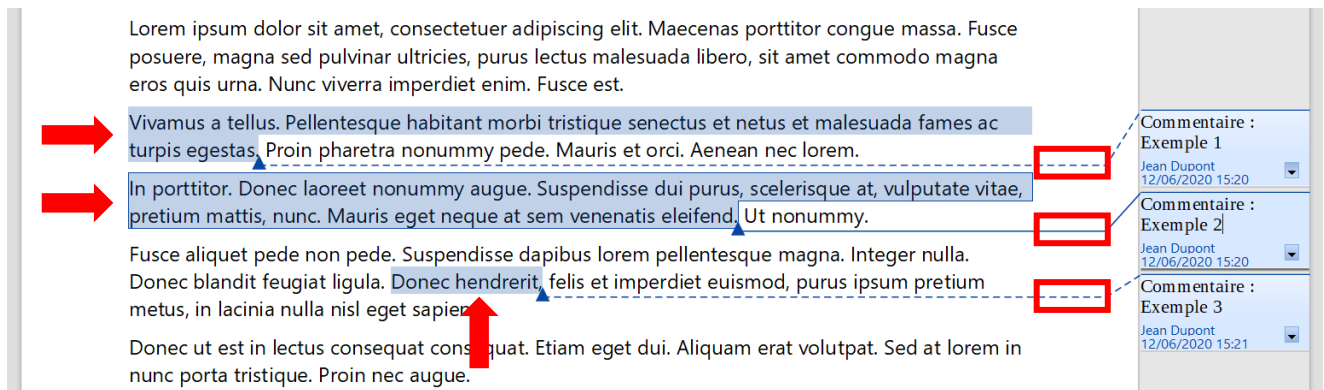 Lorem ipsum dolor sit amet, consectetuer adipiscing elit. Maecenas porttitor congue massa. Fusce
posuere, magna sed pulvinar ultricies, purus lectus malesuada libero, sit amet commodo magna
eros quis urna. Nunc viverra imperdiet enim. Fusce est.
Vivamus a tellus. Pellentesque habitant morbi tristique senectus et netus et malesuada fames ac
turpis egestas. Proin pharetra nonummy pede. Mauris et orci. Aenean nec lorem.
In porttitor. Donec laoreet nonummy augue. Suspendisse dui purus, scelerisque at, vulputate vitae,
pretium mattis, nunc. Mauris eget neque at sem venenatis eleifend. Ut nonummy.
Fusce aliquet pede non pede. Suspendisse dapibus lorem pellentesque magna. Integer nulla.
Donec blandit feugiat ligula. Donec hendrerit, felis et imperdiet euismod, purus ipsum pretium
metus, in lacinia nulla nisl eget sapien
Donec ut est in lectus consequat consequat. Etiam eget dui. Aliquam erat volutpat. Sed at lorem in
nunc porta tristique. Proin nec augue.
Commentaire :
Exemple 1
Jean Dupont
12/06/2020 15:20
Commentaire :
Exemple 2
Jean Dupont
12/06/2020 15:20
Commentaire :
Exemple 3
Jean Dupont
12/06/2020 15:21